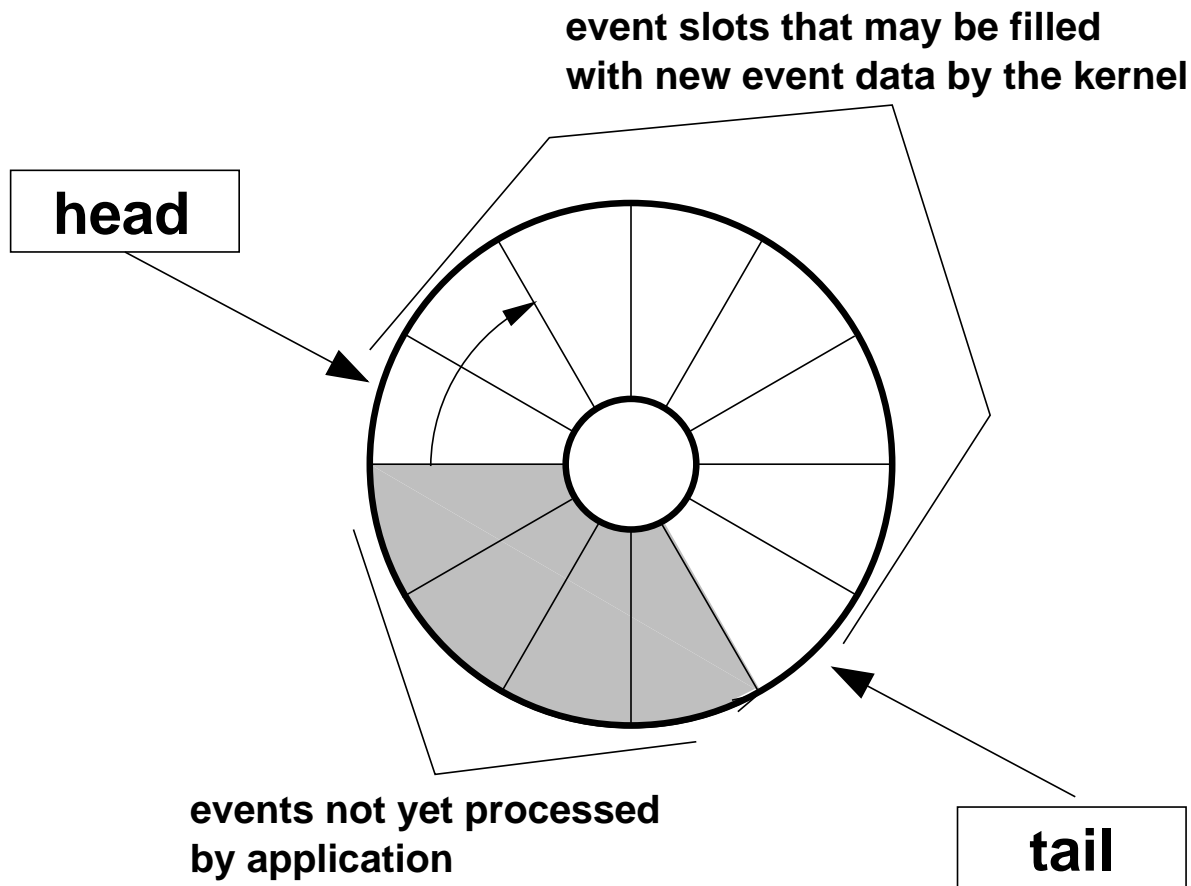 event slots that may be filled
with new event data by the kernel
head
events not yet processed
by application
tail